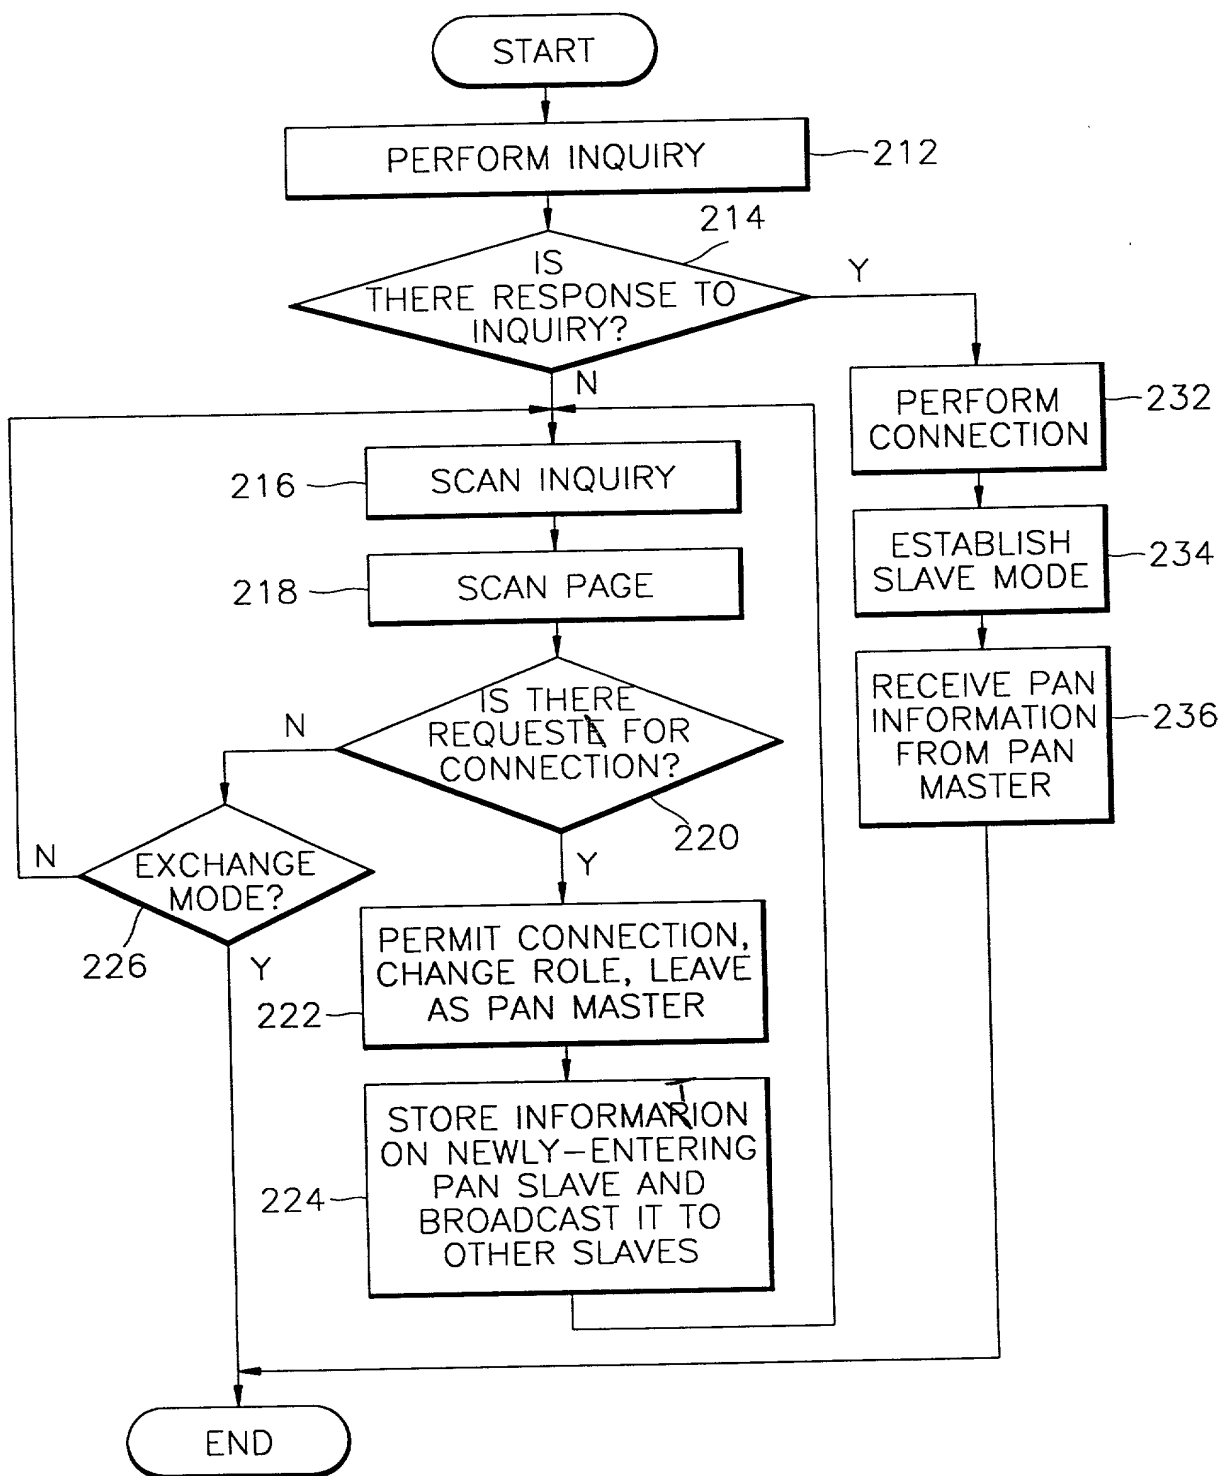 START
PERFORM INQUIRY
212
214
IS
THERE RESPONSE TO
INQUIRY?
Y
N
PERFORM
CONNECTION
232
SCAN INQUIRY
216
ESTABLISH
SLAVE MODE
234
SCAN PAGE
218
RECEIVE PAN
INFORMATION
FROM PAN
MASTER
236
IS THERE
REQUESTE FOR
CONNECTION?
N
220
Y
EXCHANGE
MODE?
N
226
Y
PERMIT CONNECTION,
CHANGE ROLE, LEAVE
AS PAN MASTER
222
STORE INFORMARION
ON NEWLY-ENTERING
PAN SLAVE AND
BROADCAST IT TO
OTHER SLAVES
224
END